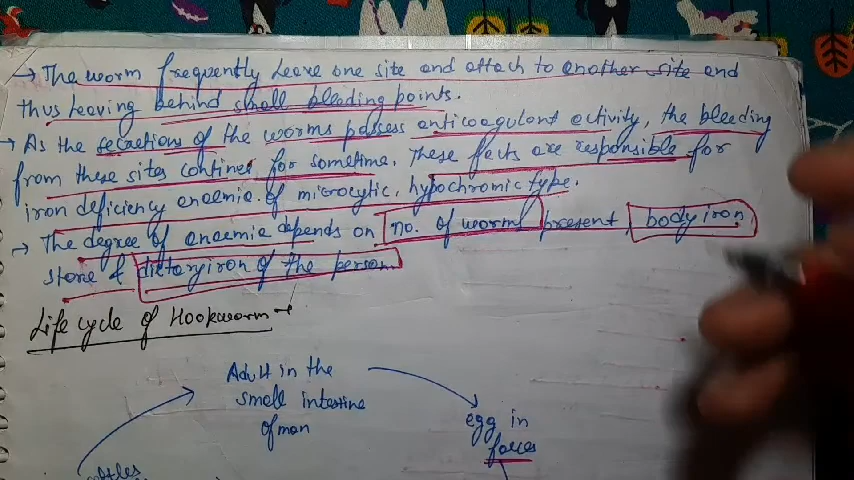 → The worm frequently leave one site and attach to another site and
thus leaving behind small bleeding points.
→ As the secretions of the worms possess anticoagulant activity, the bleeding
from these sites contines for sometime. These facts are responsible for
iron deficiency anaemia of microcytic, hypochromic type.
→ The degree of anaemia depends on no. of worms present, body iron
store & dietary iron of the person.
Life cycle of Hookworm →
Adult in the
small intestine
of man
egg in
faeces